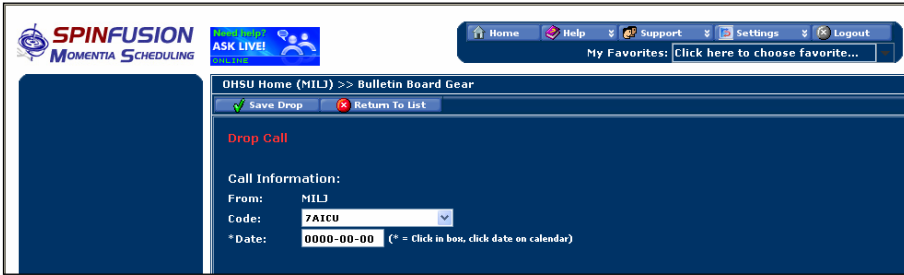 SPINFUSION
MOMENTIA SCHEDULING
Need help?
ASK LIVE!
ONLINE
Home Help Support Settings Logout
My Favorites: Click here to choose favorite...
OHSU Home (MILJ) >> Bulletin Board Gear
Save Drop Return To List
Drop Call
Call Information:
From: MILJ
Code: 7AICU
*Date: 0000-00-00 (* = Click in box, click date on calendar)